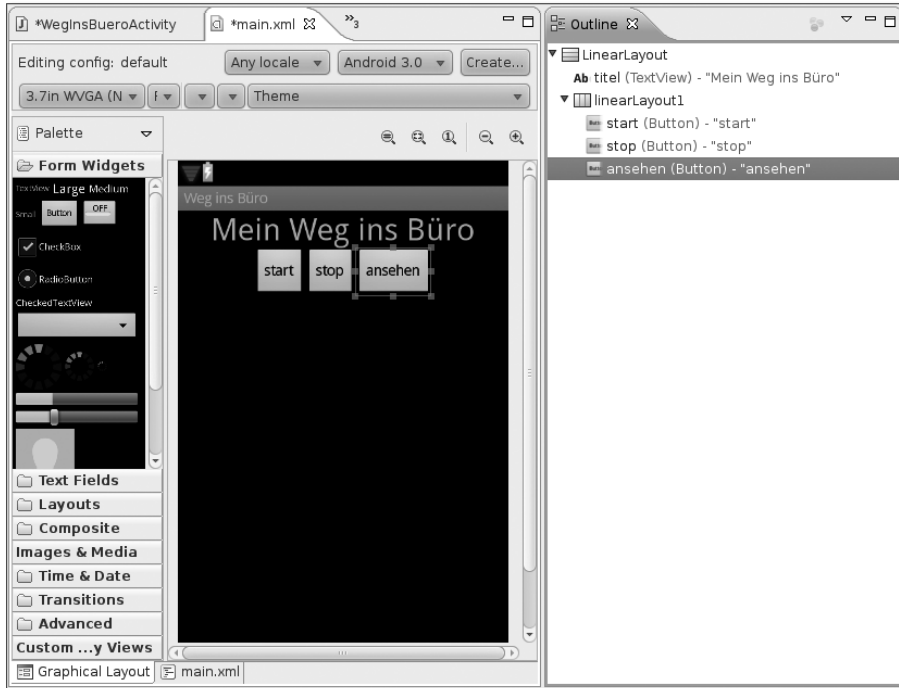 *WegInsBueroActivity
*main.xml
3
Editing config: default
Any locale
Android 3.0
Create...
3.7in WVGA (N
F
Theme
Palette
Form Widgets
TextView Large Medium
Small Button OFF
CheckBox
RadioButton
CheckedTextView
Text Fields
Layouts
Composite
Images & Media
Time & Date
Transitions
Advanced
Custom ...y Views
Weg ins Büro
Mein Weg ins Büro
start
stop
ansehen
Graphical Layout
main.xml
Outline
LinearLayout
Ab titel (TextView) - "Mein Weg ins Büro"
linearLayout1
start (Button) - "start"
stop (Button) - "stop"
ansehen (Button) - "ansehen"